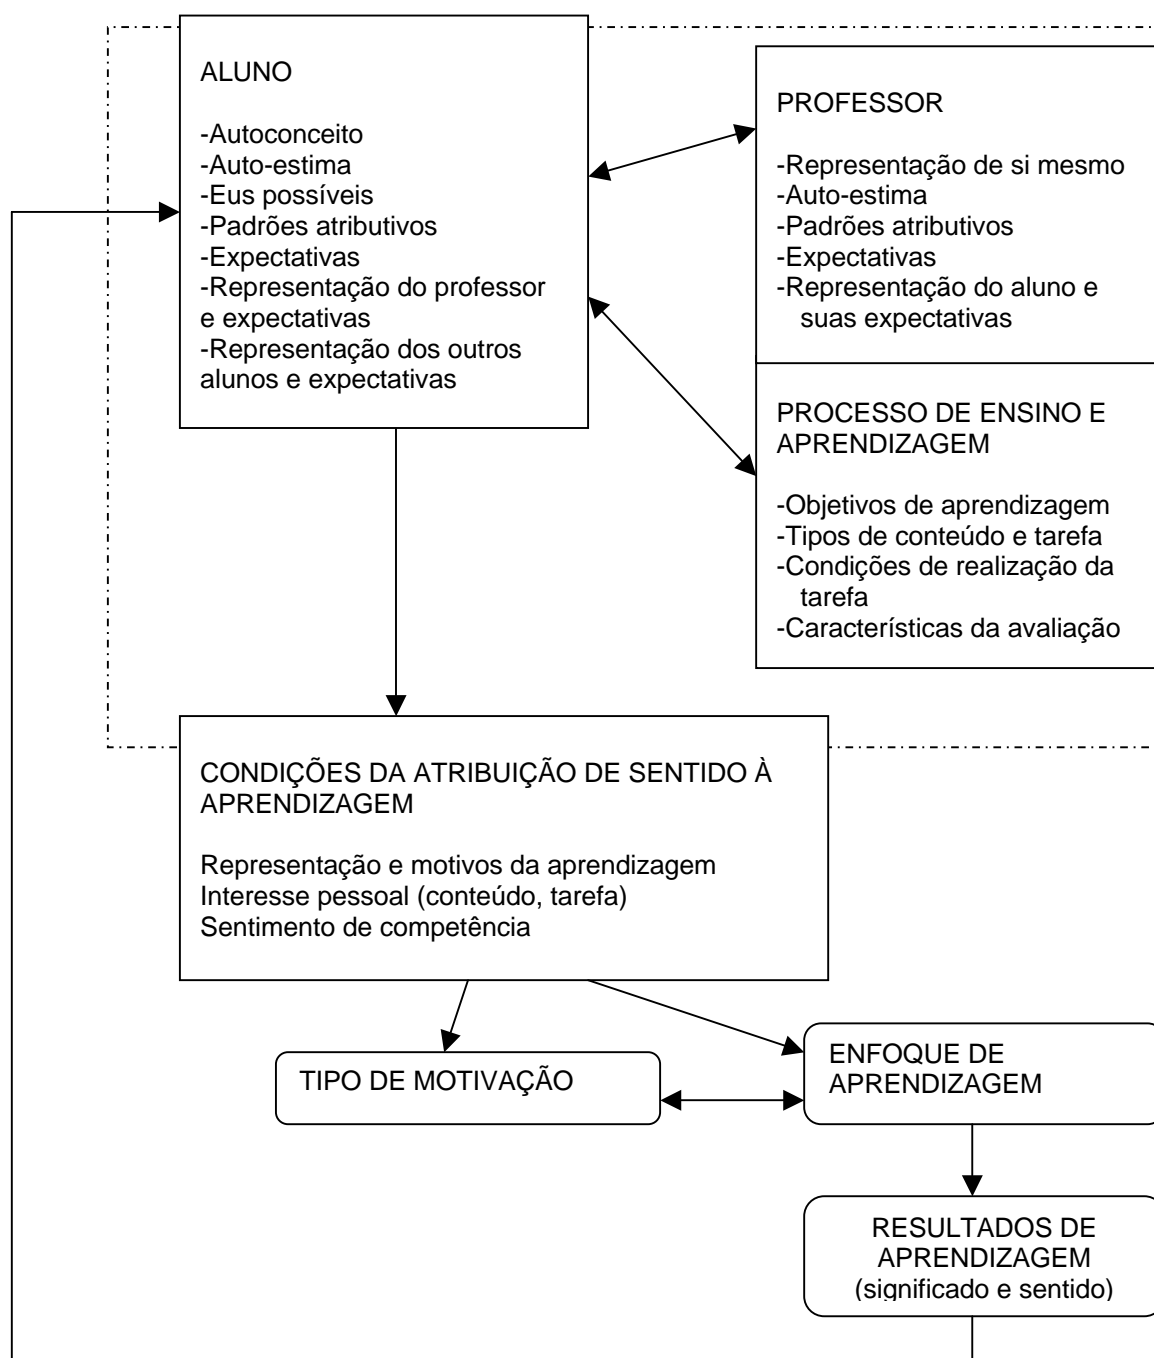 ALUNO
-Autoconceito
-Auto-estima
-Eus possíveis
-Padrões atributivos
-Expectativas
-Representação do professor
e expectativas
-Representação dos outros
alunos e expectativas
PROFESSOR
-Representação de si mesmo
-Auto-estima
-Padrões atributivos
-Expectativas
-Representação do aluno e
suas expectativas
PROCESSO DE ENSINO E
APRENDIZAGEM
-Objetivos de aprendizagem
-Tipos de conteúdo e tarefa
-Condições de realização da
tarefa
-Características da avaliação
CONDIÇÕES DA ATRIBUIÇÃO DE SENTIDO À
APRENDIZAGEM
Representação e motivos da aprendizagem
Interesse pessoal (conteúdo, tarefa)
Sentimento de competência
TIPO DE MOTIVAÇÃO
ENFOQUE DE
APRENDIZAGEM
RESULTADOS DE
APRENDIZAGEM
(significado e sentido)